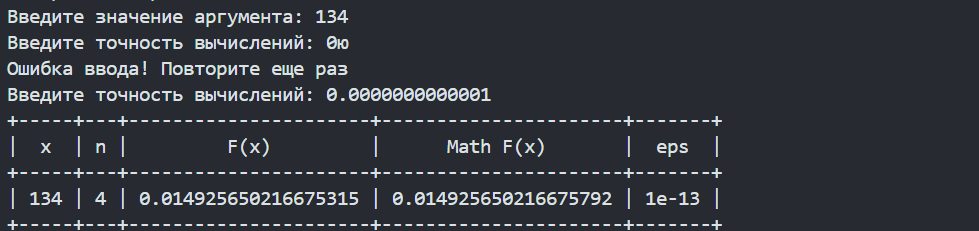 Введите значение аргумента: 134
Введите точность вычислений: 0ю
Ошибка ввода! Повторите еще раз
Введите точность вычислений: 0.0000000000001
+-----+---+----------------------+----------------------+-------+
|  x  | n |         F(x)         |      Math F(x)       |  eps  |
+-----+---+----------------------+----------------------+-------+
| 134 | 4 | 0.014925650216675315 | 0.014925650216675792 | 1e-13 |
+-----+---+----------------------+----------------------+-------+